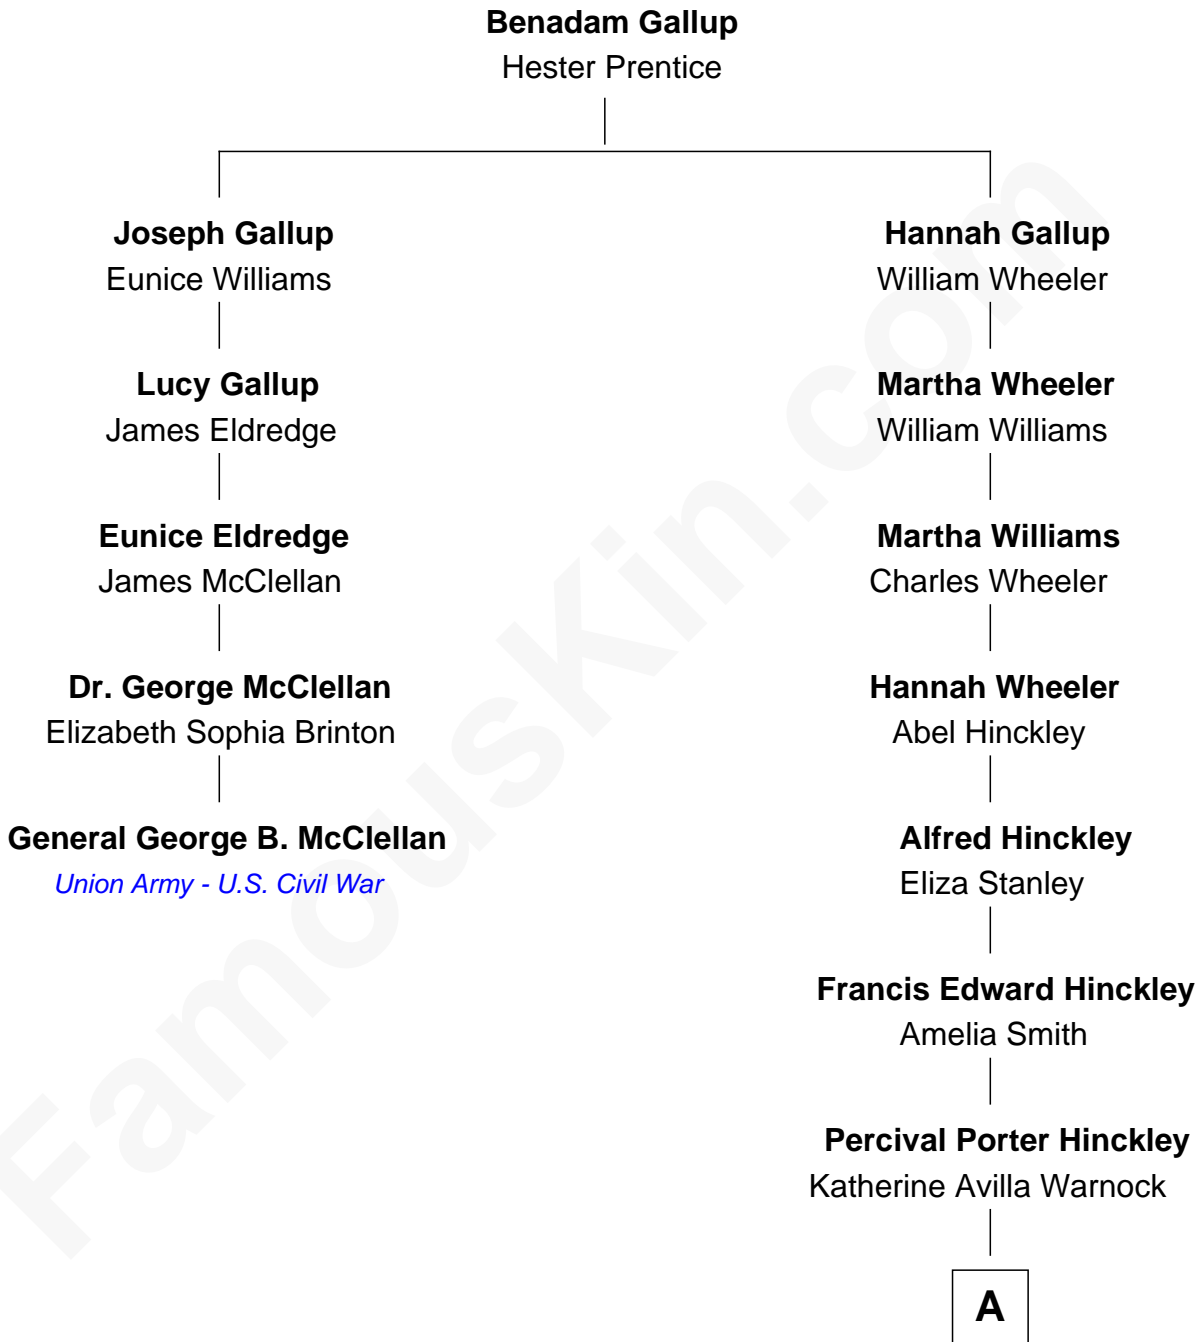 Benadam Gallup
Hester Prentice
Joseph Gallup
Eunice Williams
Hannah Gallup
William Wheeler
Lucy Gallup
James Eldredge
Martha Wheeler
William Williams
Eunice Eldredge
James McClellan
Martha Williams
Charles Wheeler
Dr. George McClellan
Elizabeth Sophia Brinton
Hannah Wheeler
Abel Hinckley
General George B. McClellan
Union Army - U.S. Civil War
Alfred Hinckley
Eliza Stanley
Francis Edward Hinckley
Amelia Smith
Percival Porter Hinckley
Katherine Avilla Warnock
A
FamousKin.com